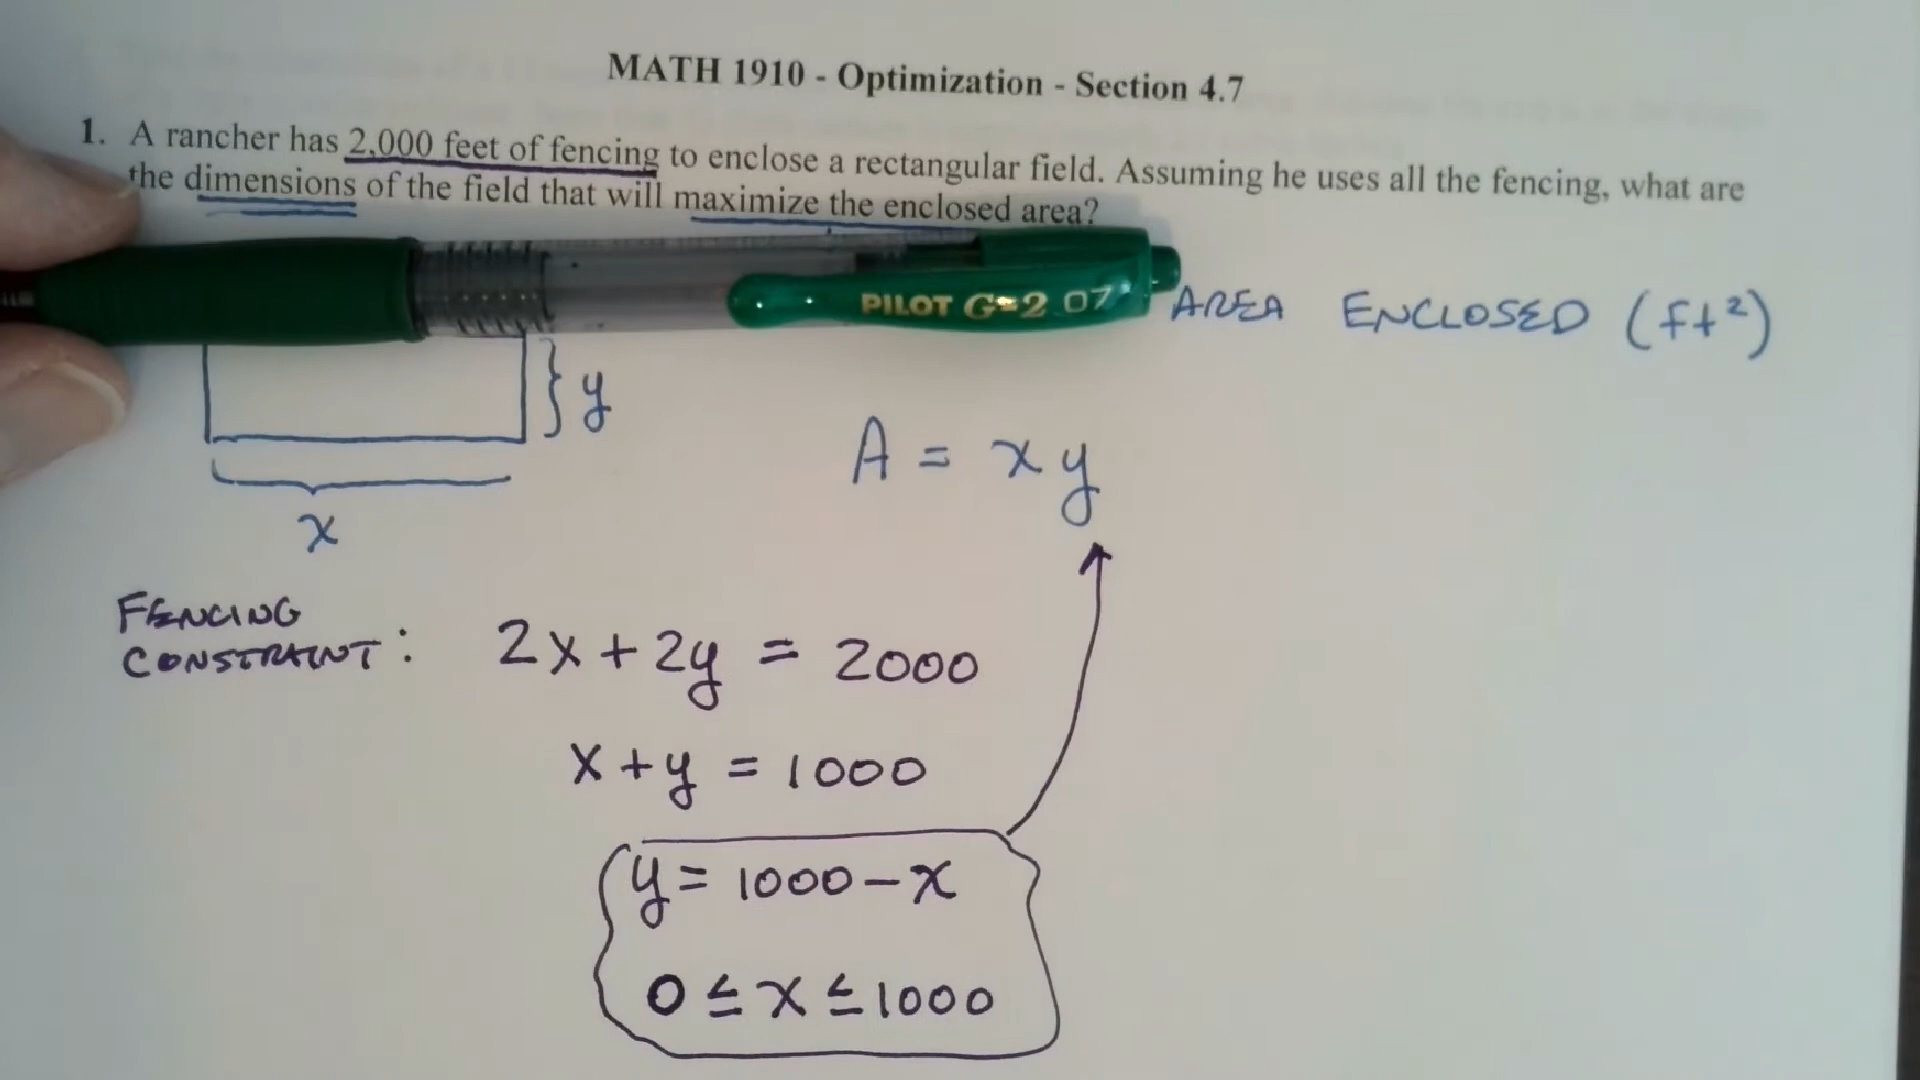 MATH 1910 - Optimization - Section 4.7
1. A rancher has 2,000 feet of fencing to enclose a rectangular field. Assuming he uses all the fencing, what are
the dimensions of the field that will maximize the enclosed area?
PILOT G-2 07
AREA ENCLOSED (ft²)
y
A = xy
x
FENCING
CONSTRAINT: 2x + 2y = 2000
x + y = 1000
y = 1000 - x
0 ≤ x ≤ 1000